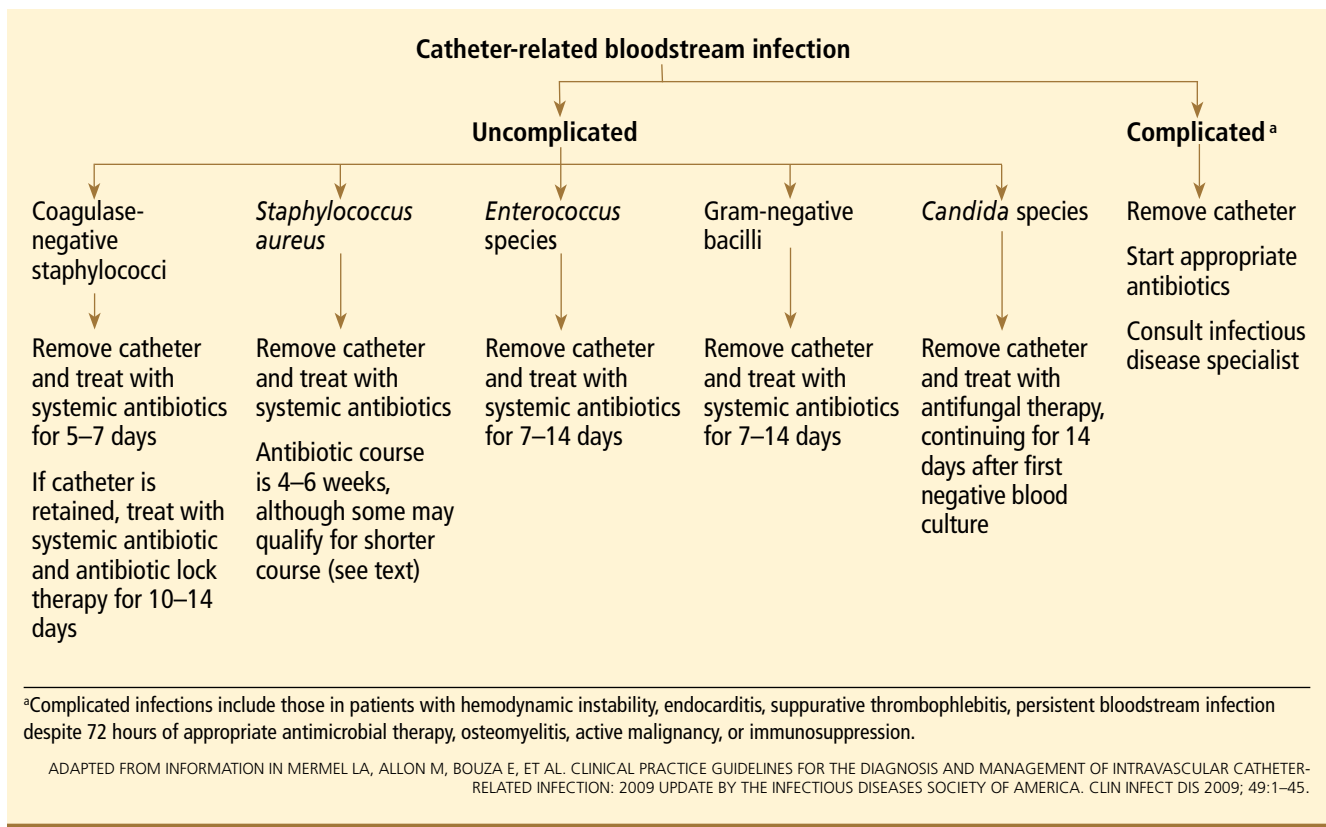 Catheter-related bloodstream infection
Uncomplicated
Complicated a
Coagulase-
negative
staphylococci
Remove catheter
and treat with
systemic antibiotics
for 5–7 days
If catheter is
retained, treat with
systemic antibiotic
and antibiotic lock
therapy for 10–14
days
Staphylococcus
aureus
Remove catheter
and treat with
systemic antibiotics
Antibiotic course
is 4–6 weeks,
although some may
qualify for shorter
course (see text)
Enterococcus
species
Remove catheter
and treat with
systemic antibiotics
for 7–14 days
Gram-negative
bacilli
Remove catheter
and treat with
systemic antibiotics
for 7–14 days
Candida species
Remove catheter
and treat with
antifungal therapy,
continuing for 14
days after first
negative blood
culture
Remove catheter
Start appropriate
antibiotics
Consult infectious
disease specialist
aComplicated infections include those in patients with hemodynamic instability, endocarditis, suppurative thrombophlebitis, persistent bloodstream infection
despite 72 hours of appropriate antimicrobial therapy, osteomyelitis, active malignancy, or immunosuppression.
ADAPTED FROM INFORMATION IN MERMEL LA, ALLON M, BOUZA E, ET AL. CLINICAL PRACTICE GUIDELINES FOR THE DIAGNOSIS AND MANAGEMENT OF INTRAVASCULAR CATHETER-
RELATED INFECTION: 2009 UPDATE BY THE INFECTIOUS DISEASES SOCIETY OF AMERICA. CLIN INFECT DIS 2009; 49:1–45.